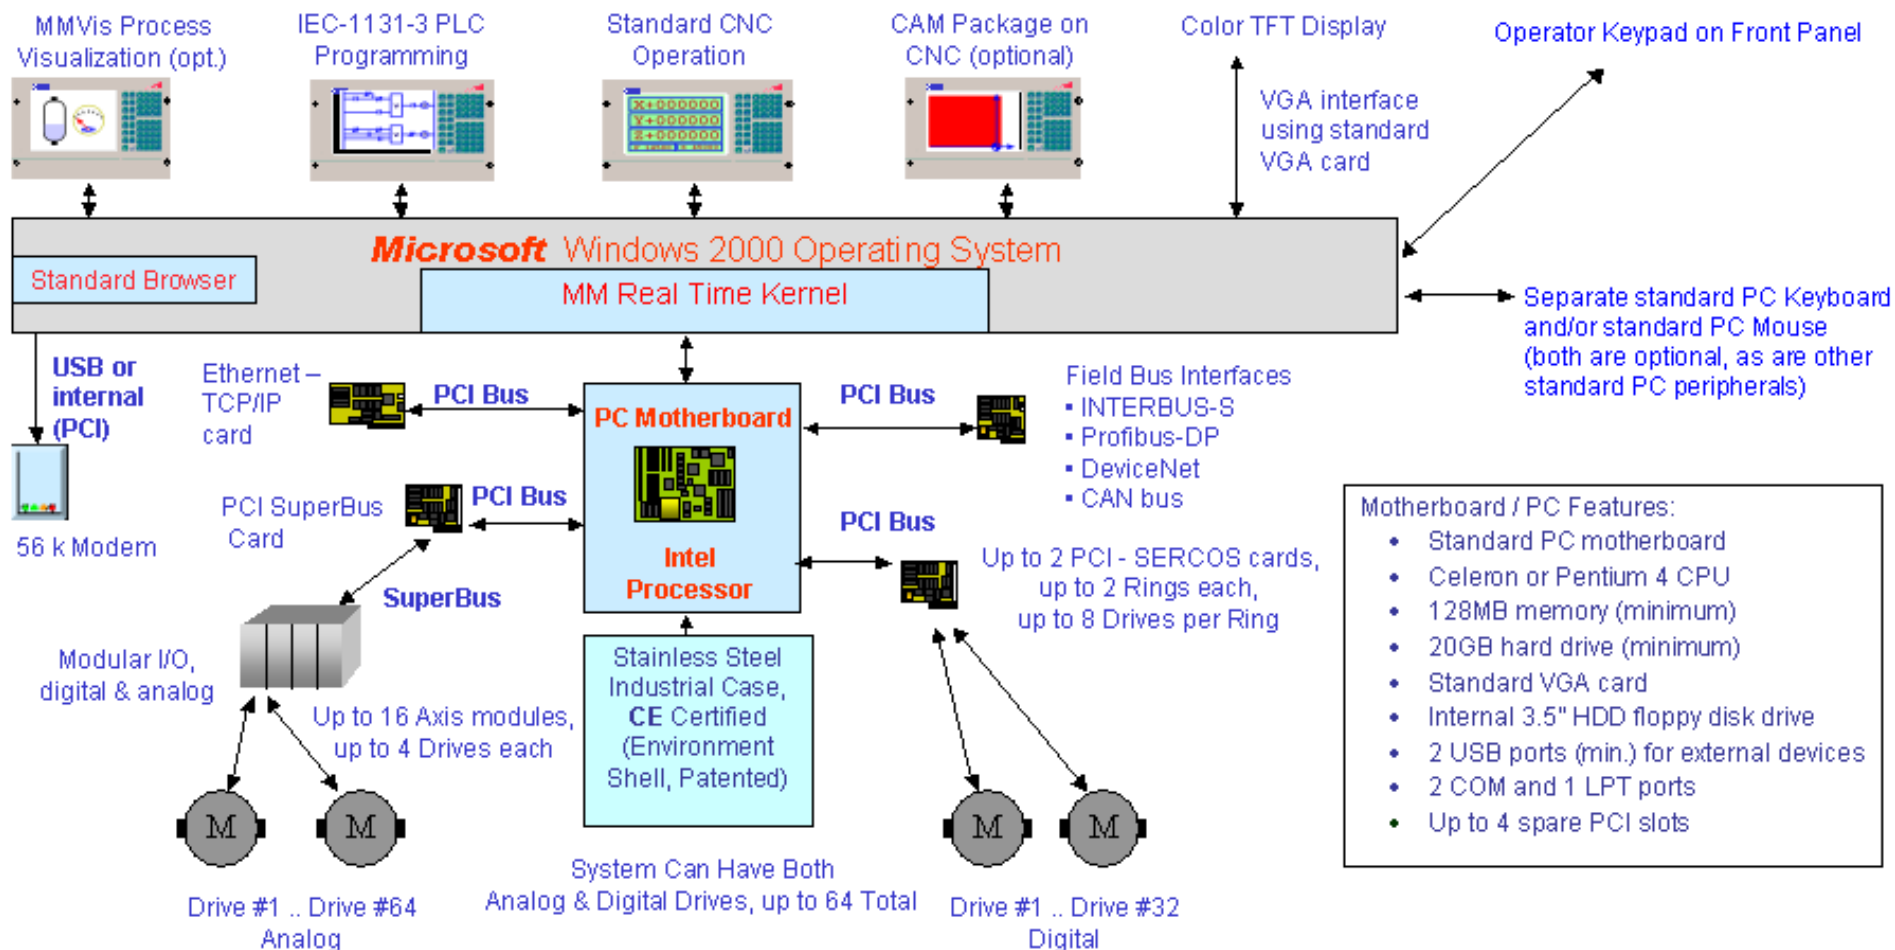 MMVis Process
Visualization (opt.)
IEC-1131-3 PLC
Programming
Standard CNC
Operation
CAM Package on
CNC (optional)
Color TFT Display
Operator Keypad on Front Panel
X+000000
Y+000000
Z+000000
VGA interface
using standard
VGA card
Microsoft Windows 2000 Operating System
Standard Browser
MM Real Time Kernel
Separate standard PC Keyboard
and/or standard PC Mouse
(both are optional, as are other
standard PC peripherals)
USB or
internal
(PCI)
56 k Modem
Ethernet –
TCP/IP
card
PCI Bus
PC Motherboard
Intel
Processor
PCI Bus
Field Bus Interfaces
▪ INTERBUS-S
▪ Profibus-DP
▪ DeviceNet
▪ CAN bus
PCI SuperBus
Card
PCI Bus
SuperBus
PCI Bus
Up to 2 PCI - SERCOS cards,
up to 2 Rings each,
up to 8 Drives per Ring
Modular I/O,
digital & analog
Up to 16 Axis modules,
up to 4 Drives each
Stainless Steel
Industrial Case,
CE Certified
(Environment
Shell, Patented)
M
M
M
M
Drive #1 .. Drive #64
Analog
System Can Have Both
Analog & Digital Drives, up to 64 Total
Drive #1 .. Drive #32
Digital
Motherboard / PC Features:
• Standard PC motherboard
• Celeron or Pentium 4 CPU
• 128MB memory (minimum)
• 20GB hard drive (minimum)
• Standard VGA card
• Internal 3.5" HDD floppy disk drive
• 2 USB ports (min.) for external devices
• 2 COM and 1 LPT ports
• Up to 4 spare PCI slots